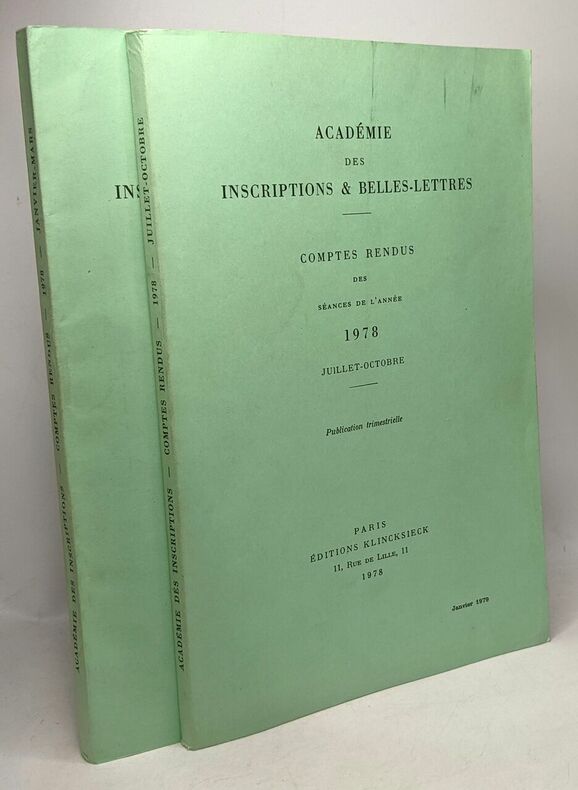 ACADÉMIE DES INSCRIPTIONS — COMPTES RENDUS — 1978 — JANVIER-MARS
INS
ACADÉMIE DES INSCRIPTIONS — COMPTES RENDUS — 1978 — JUILLET-OCTOBRE
ACADÉMIE
DES
INSCRIPTIONS & BELLES-LETTRES
COMPTES RENDUS
DES
SÉANCES DE L'ANNÉE
1978
JUILLET-OCTOBRE
Publication trimestrielle
PARIS
ÉDITIONS KLINCKSIECK
11, RUE DE LILLE, 11
1978
Janvier 1979